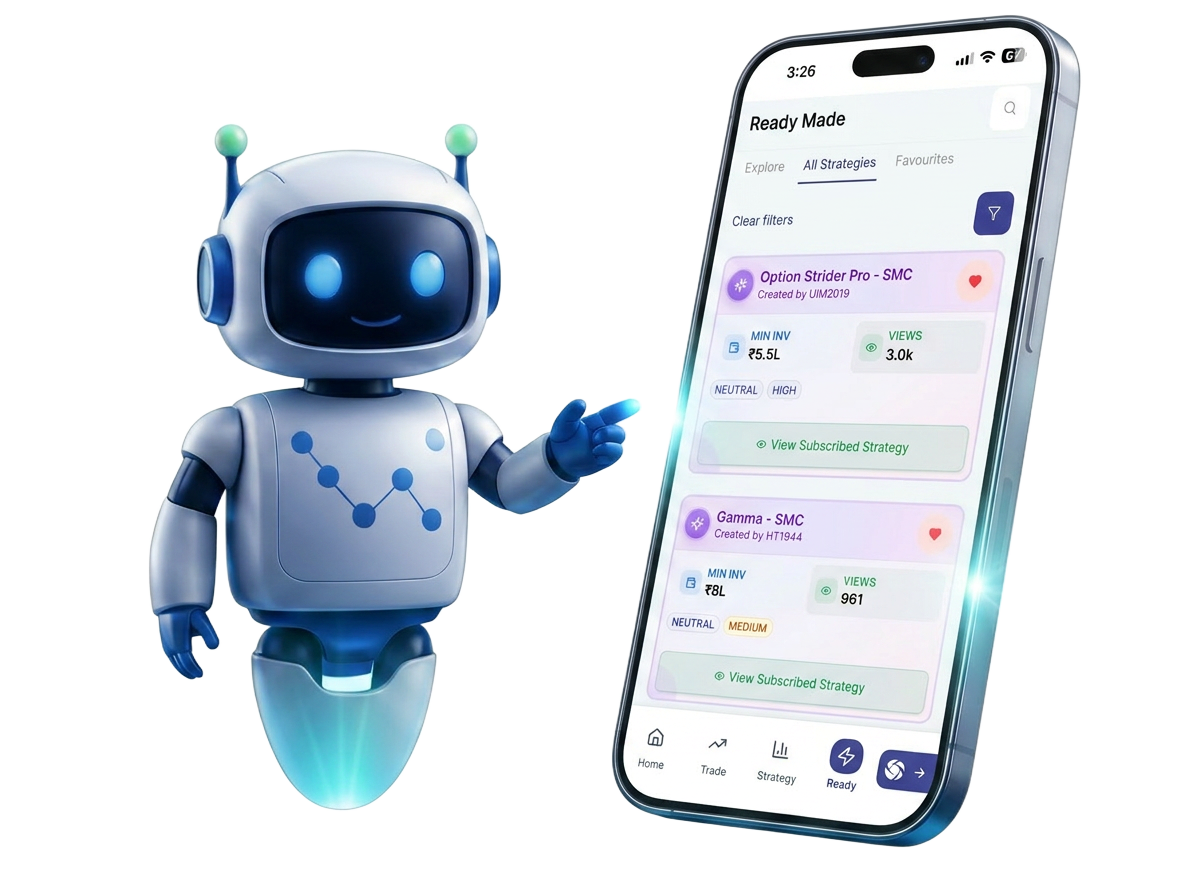 3:26
Ready Made
Explore All Strategies Favourites
Clear filters
Option Strider Pro - SMC
Created by UIM2019
MIN INV VIEWS
₹5.5L 3.0k
NEUTRAL HIGH
View Subscribed Strategy
Gamma - SMC
Created by HT1944
MIN INV VIEWS
₹8L 961
NEUTRAL MEDIUM
View Subscribed Strategy
Home Trade Strategy Ready